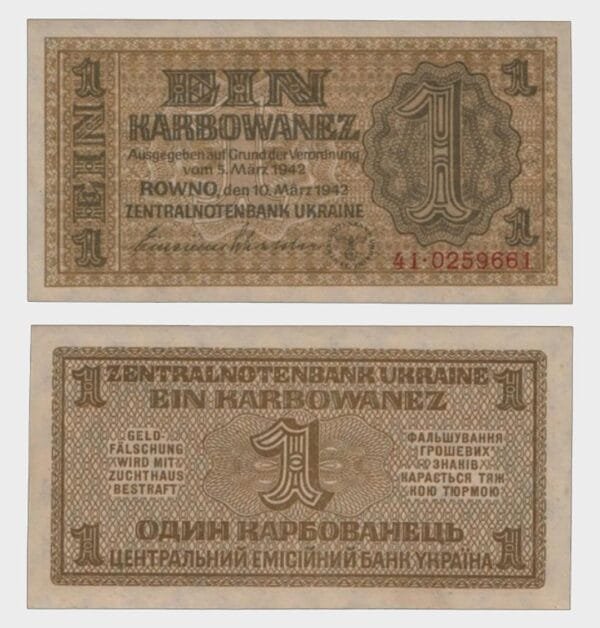 1
EIN
1
EIN
KARBOWANEZ
Ausgegeben auf Grund der Verordnung
vom 5. März 1942
ROWNO, den 10. März 1942
ZENTRALNOTENBANK UKRAINE
1
1
1
41·0259661
1 ZENTRALNOTENBANK UKRAINE 1
EIN KARBOWANEZ
GELD-
FÄLSCHUNG
WIRD MIT
ZUCHTHAUS
BESTRAFT
1
ФАЛЬШУВАННЯ
ГРОШЕВИХ
ЗНАКІВ
КАРАЄТЬСЯ ТЯЖ
КОЮ ТЮРМОЮ
ОДИН КАРБОВАНЕЦЬ
1 ЦЕНТРАЛЬНИЙ ЕМІСІЙНИЙ БАНК УКРАЇНА 1